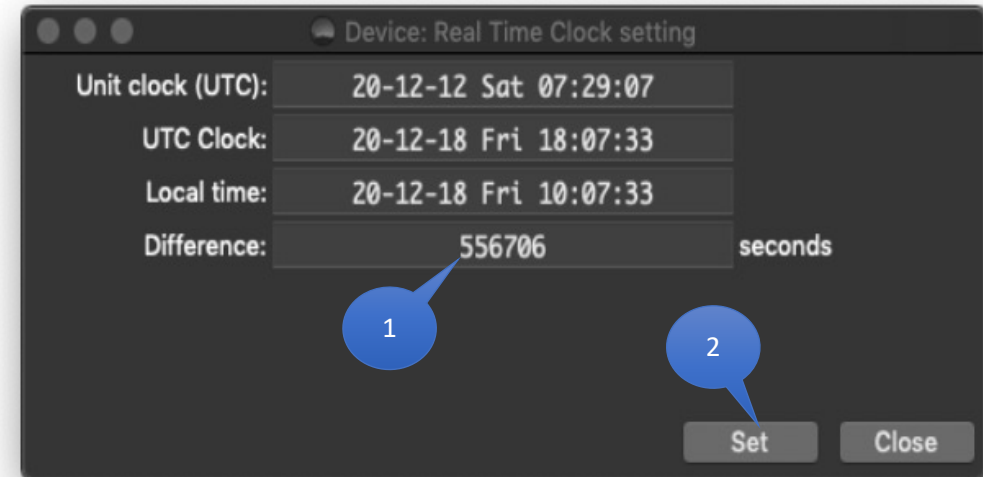 Device: Real Time Clock setting
Unit clock (UTC): 20-12-12 Sat 07:29:07
UTC Clock: 20-12-18 Fri 18:07:33
Local time: 20-12-18 Fri 10:07:33
Difference: 556706 seconds
1
2
Set Close